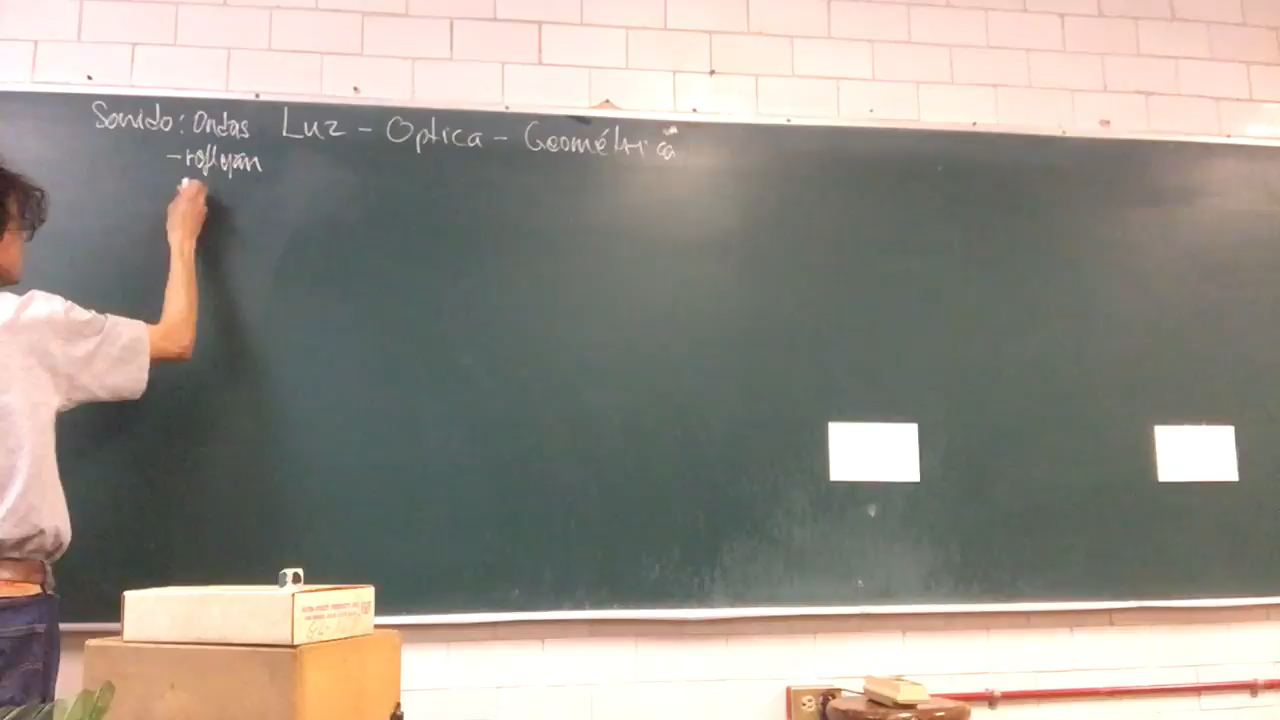 Sonido: Ondas Luz - Optica - Geométrica
- reflejan